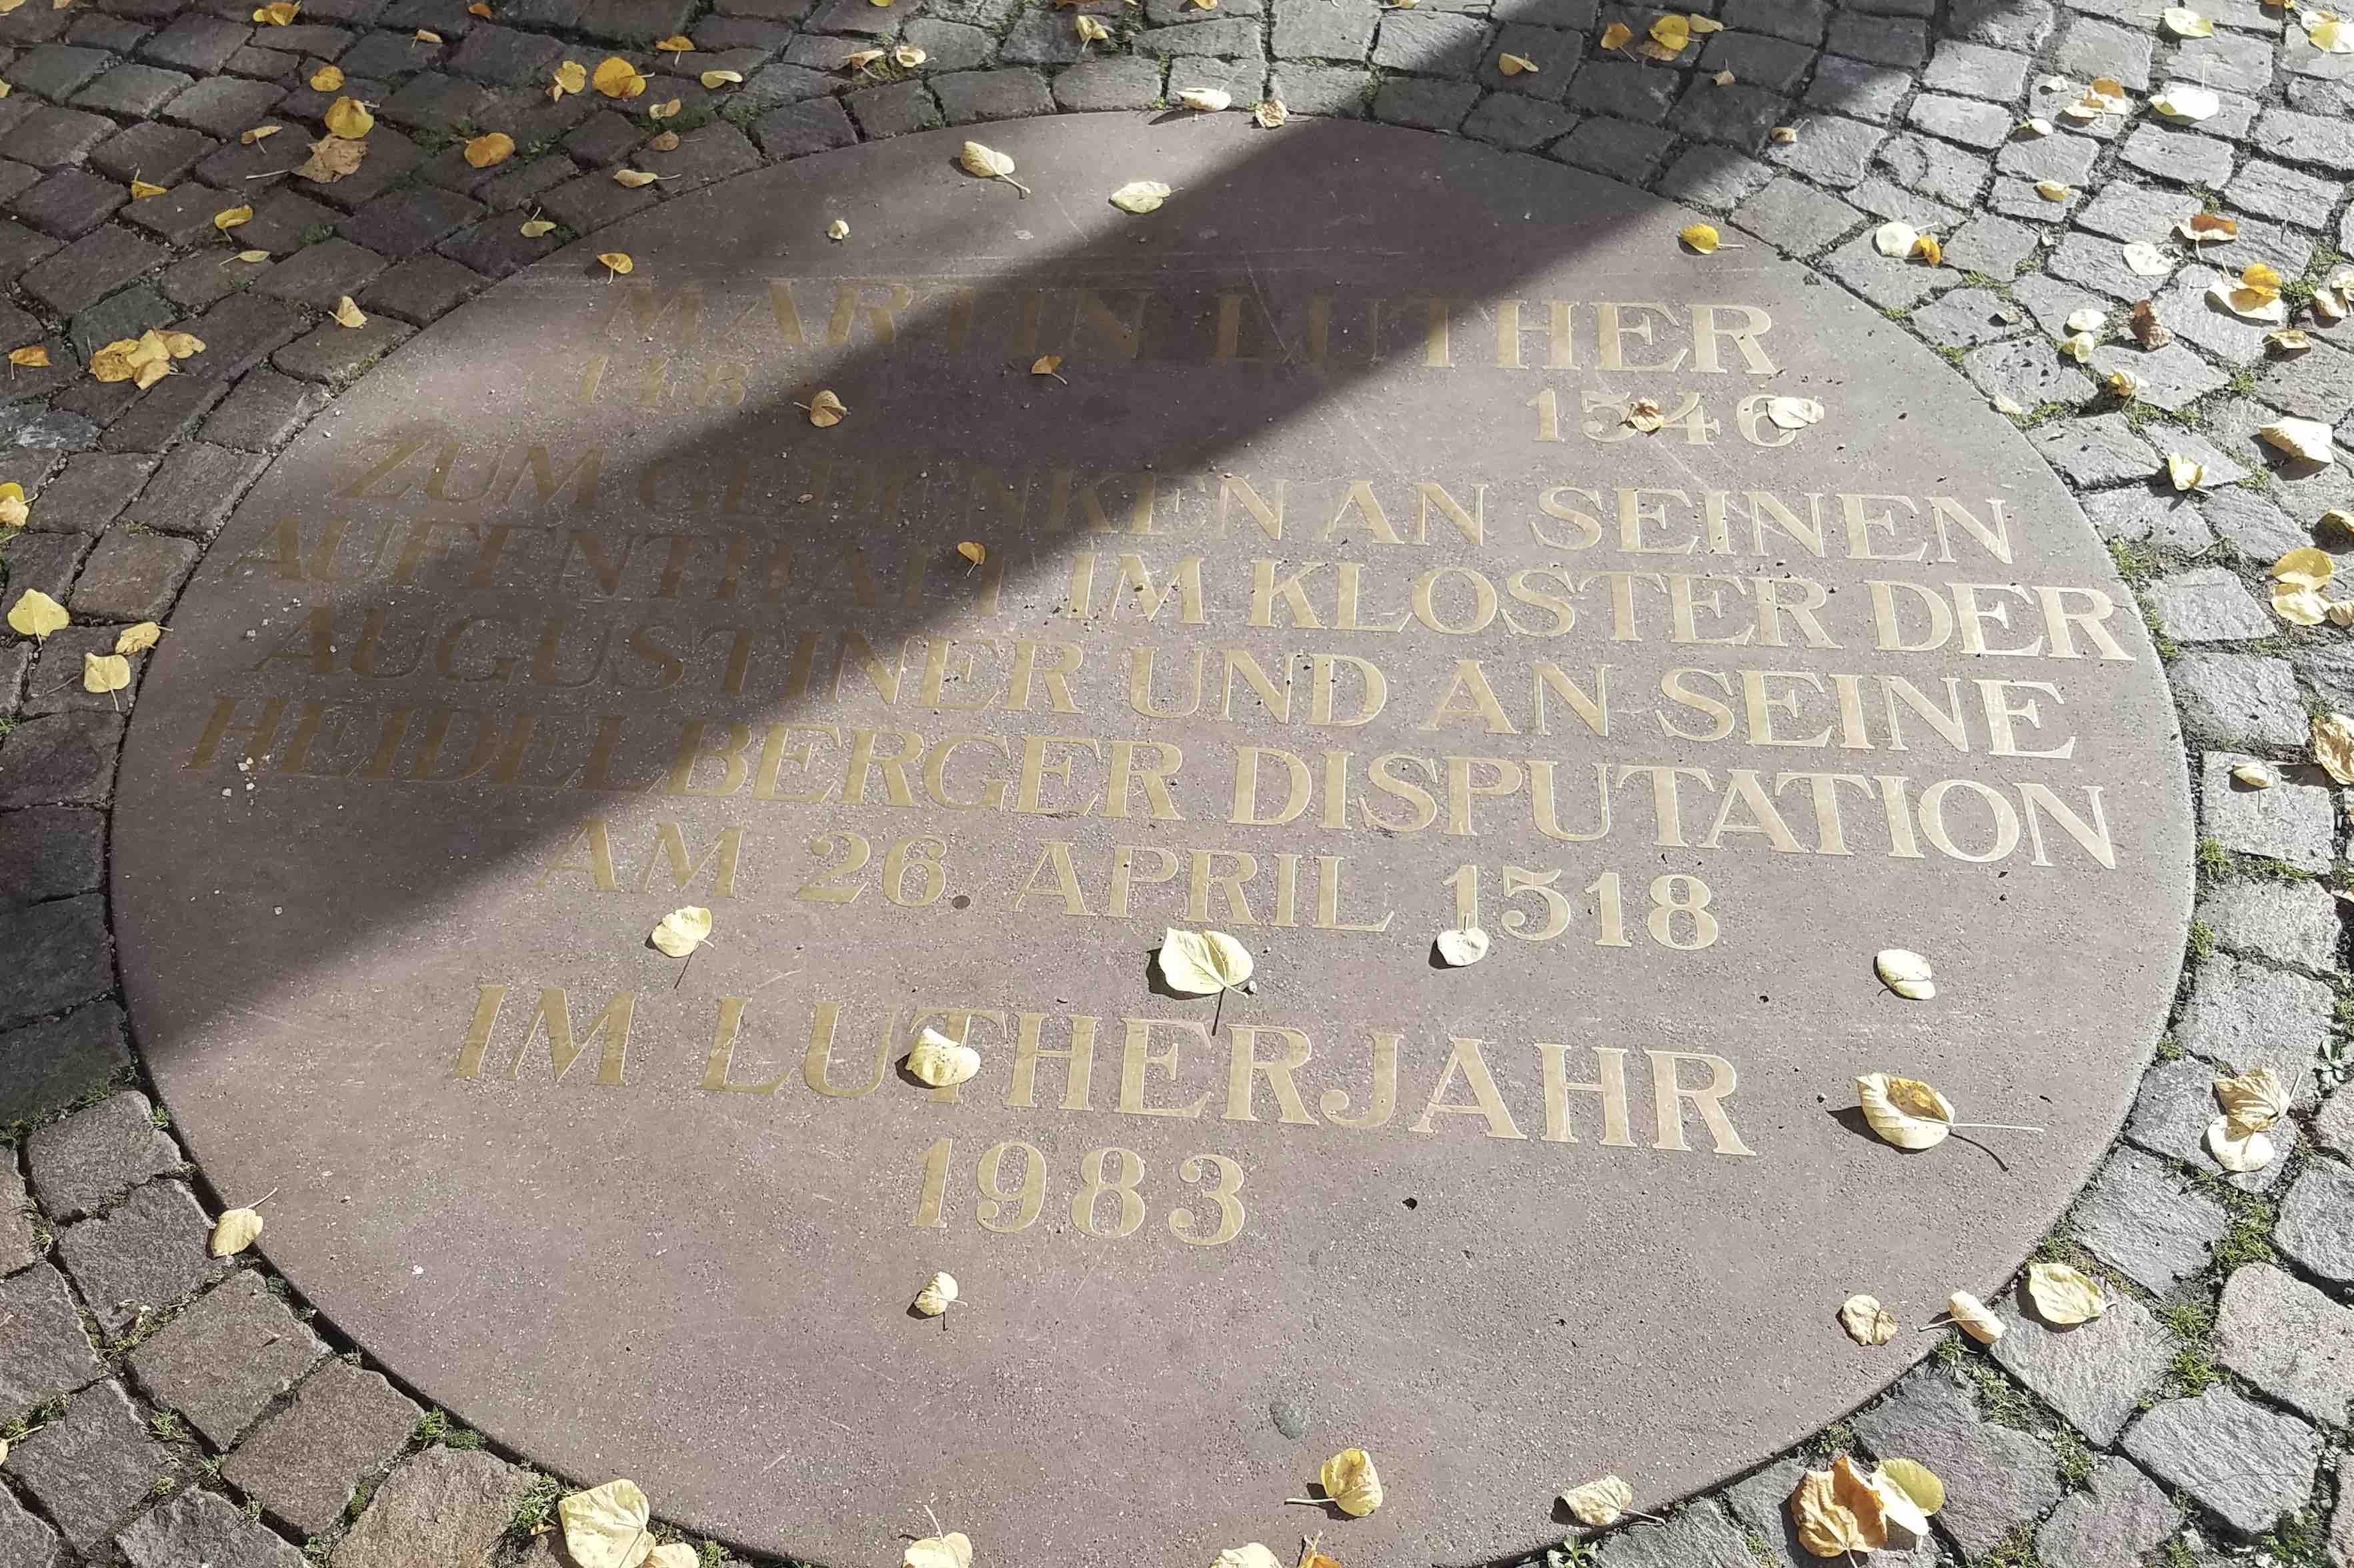 MARTIN LUTHER
148 1546
ZUM GEDENKEN AN SEINEN
AUFENTHALT IM KLOSTER DER
AUGUSTINER UND AN SEINE
HEIDELBERGER DISPUTATION
AM 26. APRIL 1518
IM LUTHERJAHR
1983